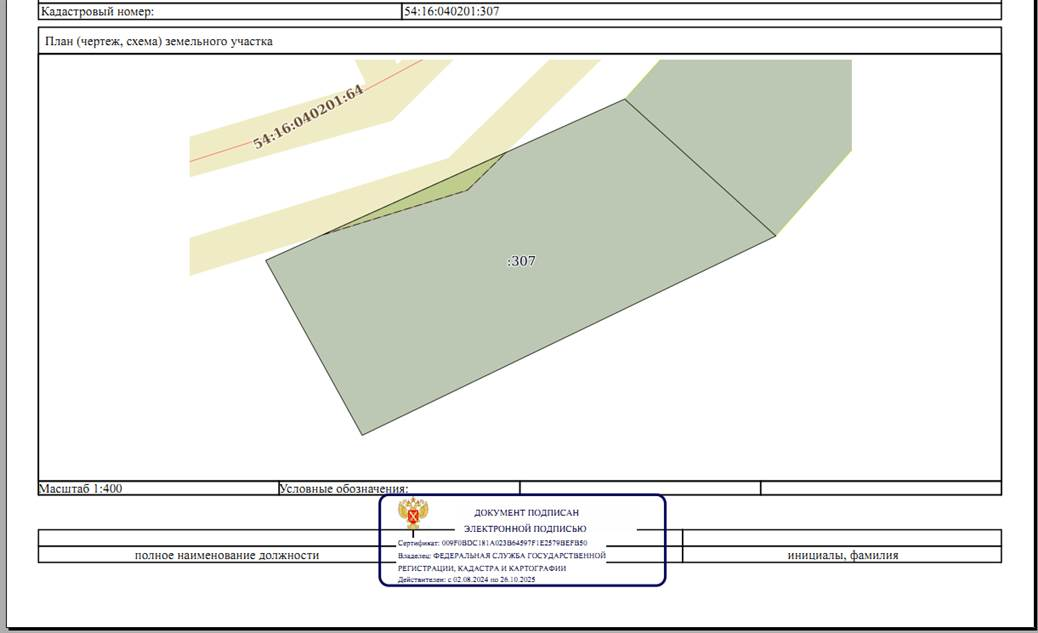 Кадастровый номер: 54:16:040201:307
План (чертеж, схема) земельного участка
54:16:040201:64
:307
Масштаб 1:400 Условные обозначения:
ДОКУМЕНТ ПОДПИСАН
ЭЛЕКТРОННОЙ ПОДПИСЬЮ
Сертификат: 009F0BDC181A023B64597F1E2579BEFB50
Владелец: ФЕДЕРАЛЬНАЯ СЛУЖБА ГОСУДАРСТВЕННОЙ
РЕГИСТРАЦИИ, КАДАСТРА И КАРТОГРАФИИ
Действителен: с 02.08.2024 по 26.10.2025
полное наименование должности
инициалы, фамилия